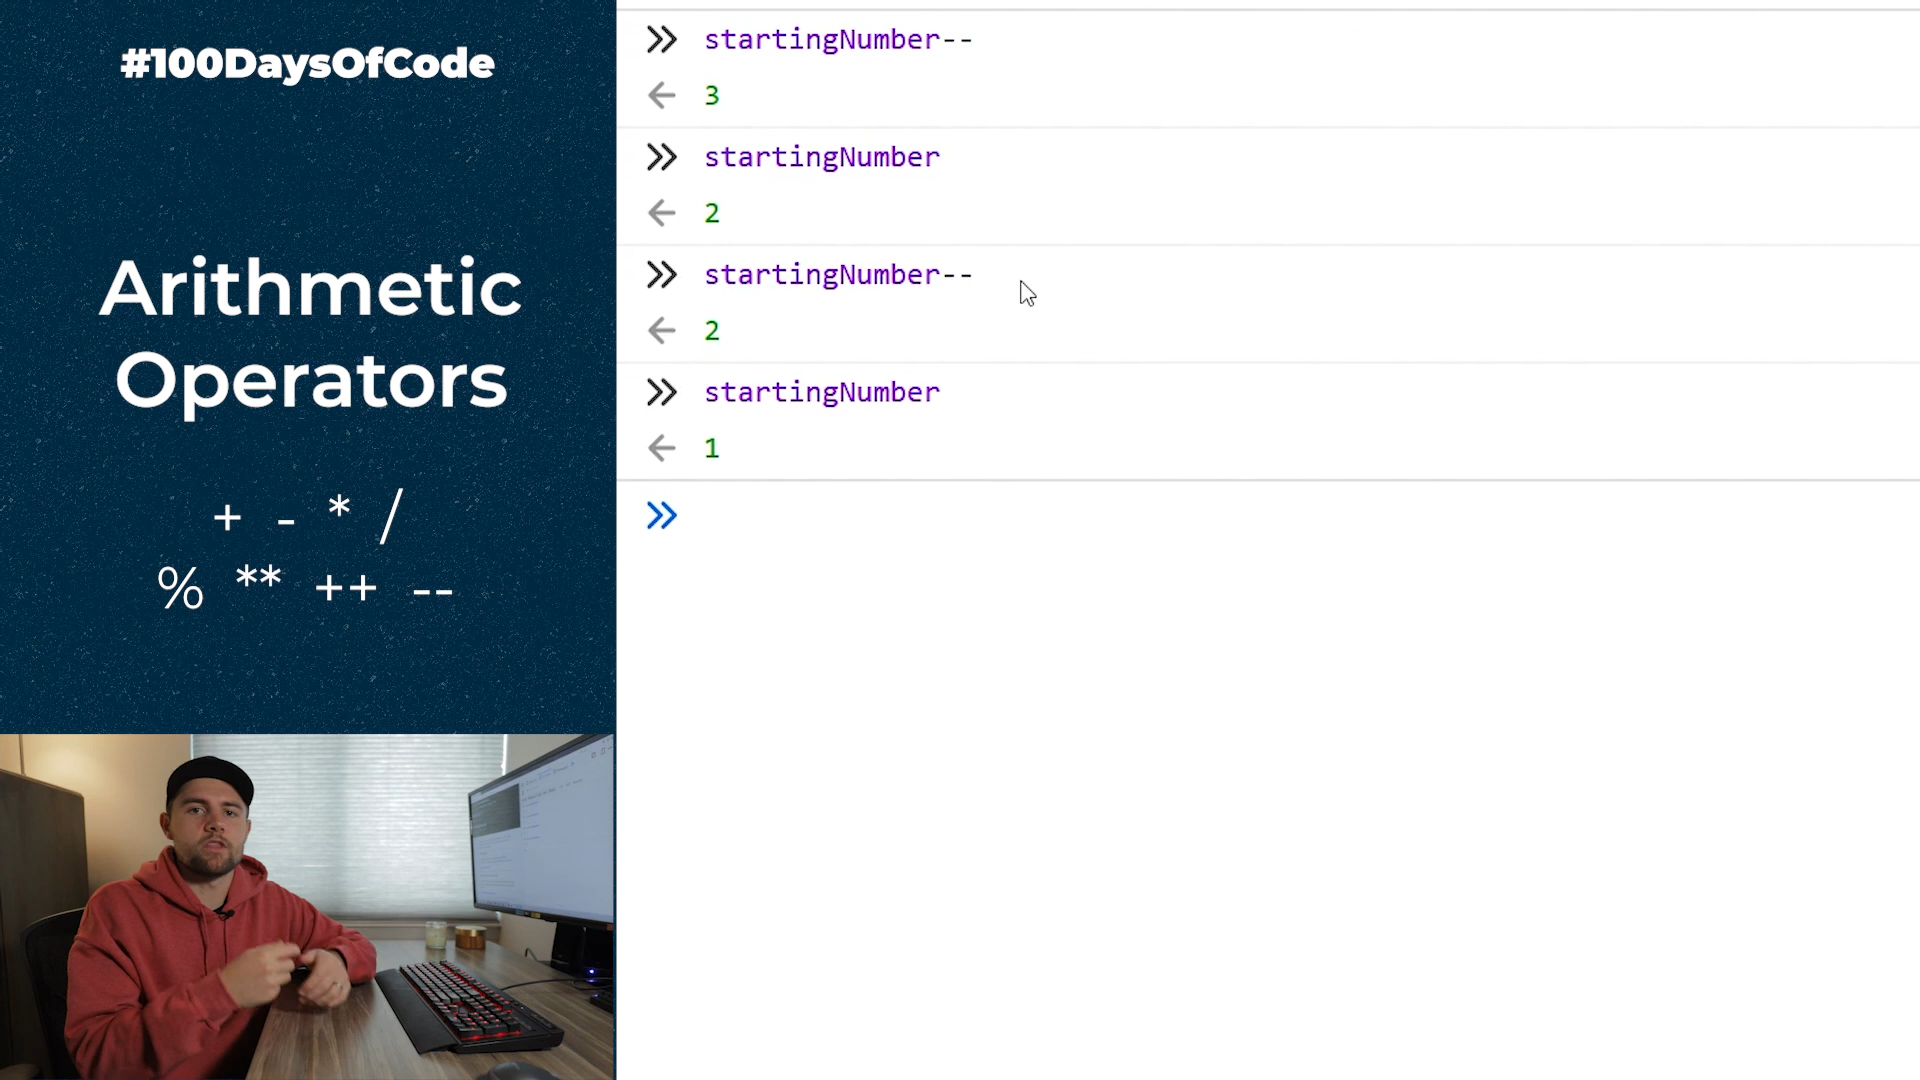 #100DaysOfCode
Arithmetic
Operators
+ - * /
% ** ++ --
>> startingNumber--
← 3
>> startingNumber
← 2
>> startingNumber--
← 2
>> startingNumber
← 1
>>